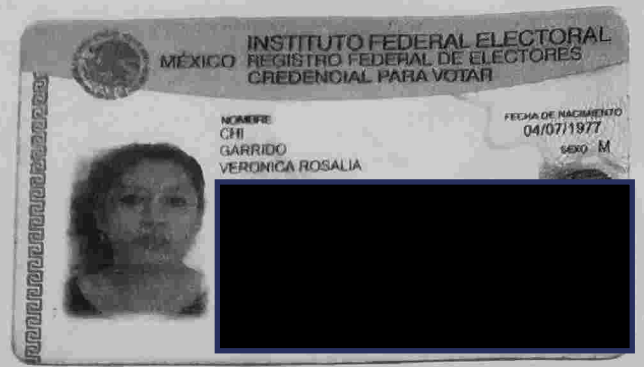 INSTITUTO FEDERAL ELECTORAL
MÉXICO REGISTRO FEDERAL DE ELECTORES
CREDENCIAL PARA VOTAR
NOMBRE
CHI
GARRIDO
VERONICA ROSALIA
FECHA DE NACIMIENTO
04/07/1977
SEXO M